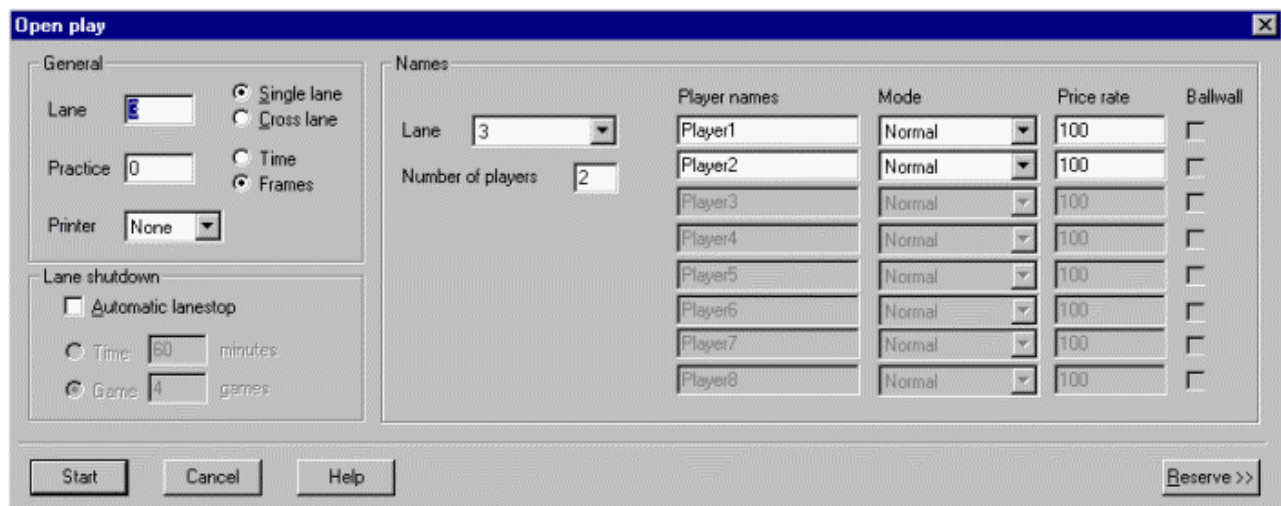 Open play
General
Lane 3 Single lane
Cross lane
Practice 0 Time
Frames
Printer None
Lane shutdown
Automatic lanestop
Time 60 minutes
Game 4 games
Names
Lane 3
Number of players 2
Player names Mode Price rate Ballwall
Player1 Normal 100
Player2 Normal 100
Player3 Normal 100
Player4 Normal 100
Player5 Normal 100
Player6 Normal 100
Player7 Normal 100
Player8 Normal 100
Start Cancel Help Reserve >>